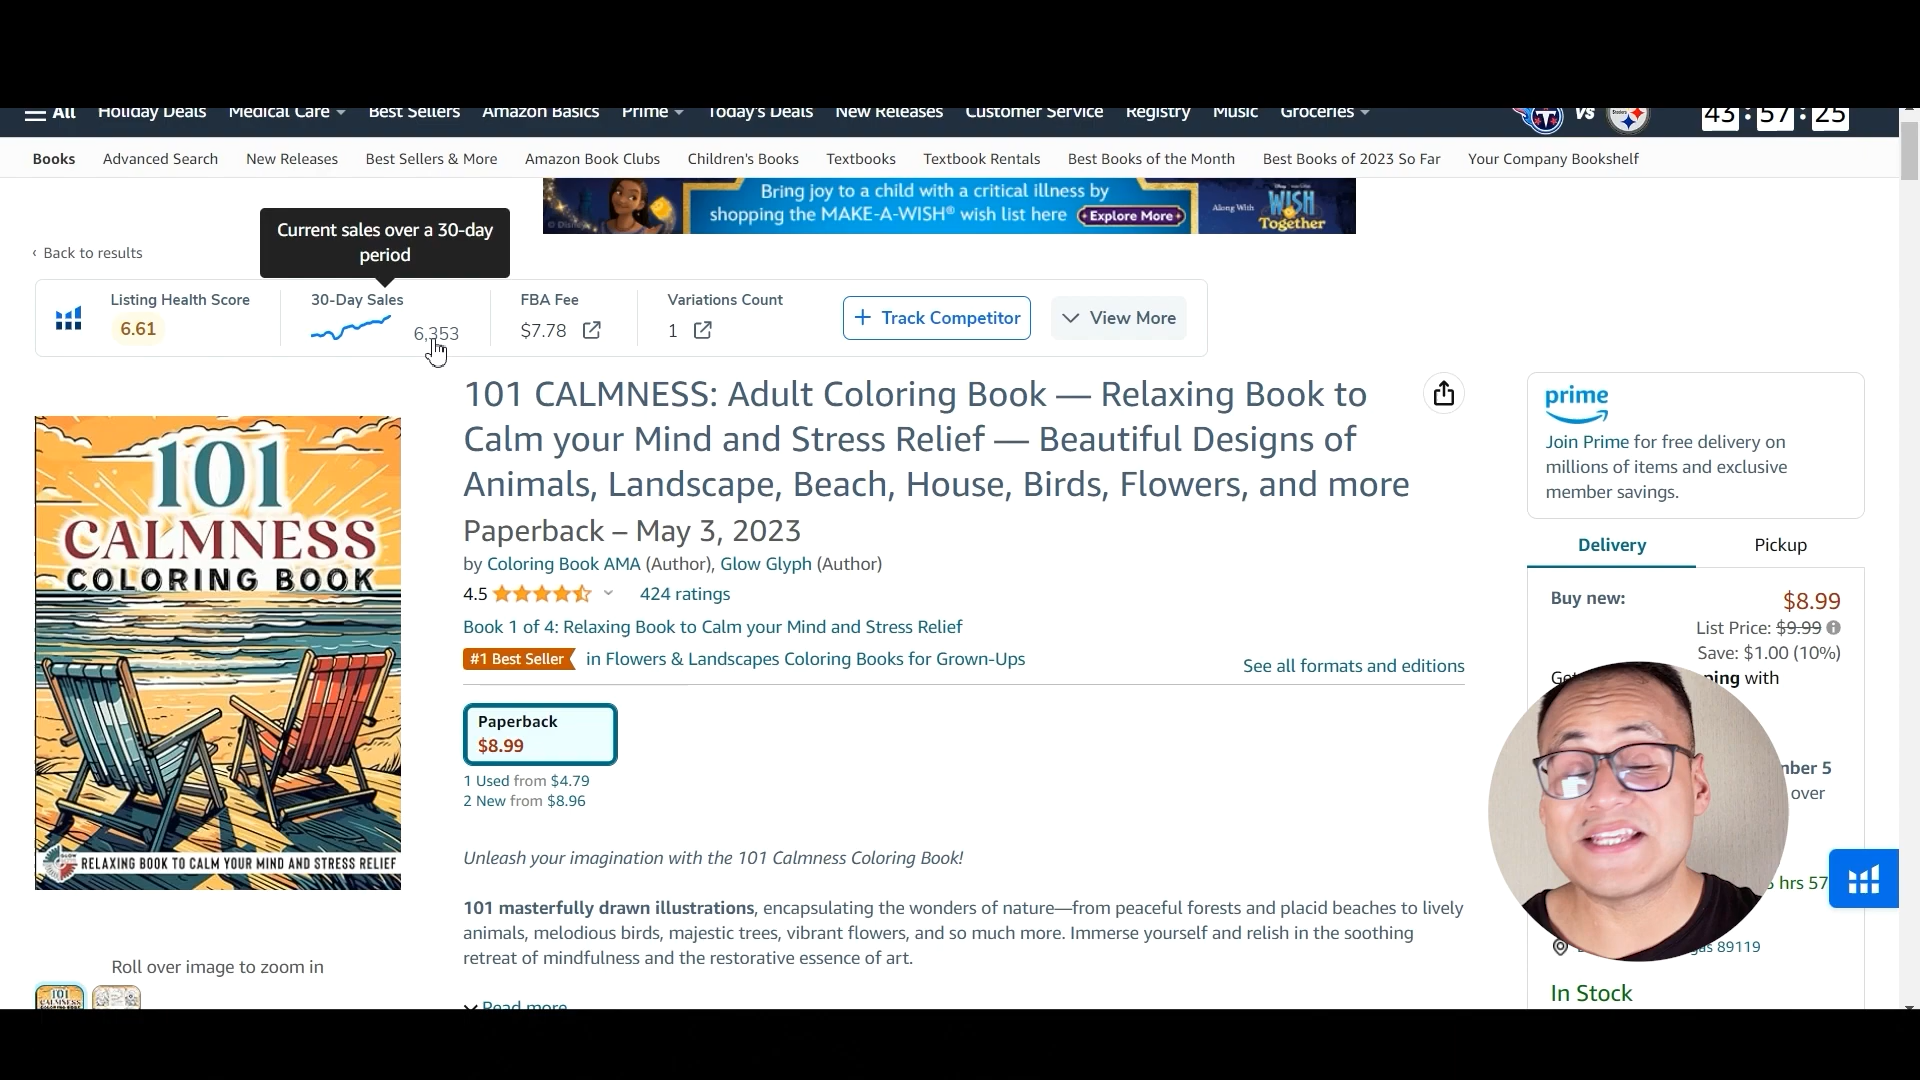 All Holiday Deals Medical Care Best Sellers Amazon Basics Prime Today's Deals New Releases Customer Service Registry Music Groceries
VS
43 : 57 : 25
Books Advanced Search New Releases Best Sellers & More Amazon Book Clubs Children's Books Textbooks Textbook Rentals Best Books of the Month Best Books of 2023 So Far Your Company Bookshelf
Bring joy to a child with a critical illness by
shopping the MAKE-A-WISH® wish list here Explore More
© Disney
Along With WISH
Together
Current sales over a 30-day
period
‹ Back to results
Listing Health Score 30-Day Sales FBA Fee Variations Count
6.61 6,353 $7.78 1
+ Track Competitor View More
101 CALMNESS: Adult Coloring Book — Relaxing Book to
Calm your Mind and Stress Relief — Beautiful Designs of
Animals, Landscape, Beach, House, Birds, Flowers, and more
Paperback – May 3, 2023
by Coloring Book AMA (Author), Glow Glyph (Author)
4.5 424 ratings
Book 1 of 4: Relaxing Book to Calm your Mind and Stress Relief
#1 Best Seller in Flowers & Landscapes Coloring Books for Grown-Ups
See all formats and editions
Paperback
$8.99
1 Used from $4.79
2 New from $8.96
Unleash your imagination with the 101 Calmness Coloring Book!
101 masterfully drawn illustrations, encapsulating the wonders of nature—from peaceful forests and placid beaches to lively
animals, melodious birds, majestic trees, vibrant flowers, and so much more. Immerse yourself and relish in the soothing
retreat of mindfulness and the restorative essence of art.
Read more
101
CALMNESS
COLORING BOOK
RELAXING BOOK TO CALM YOUR MIND AND STRESS RELIEF
Roll over image to zoom in
101
CALMNESS
prime
Join Prime for free delivery on
millions of items and exclusive
member savings.
Delivery Pickup
Buy new: $8.99
List Price: $9.99
Save: $1.00 (10%)
with
5
over
hrs 57
89119
In Stock